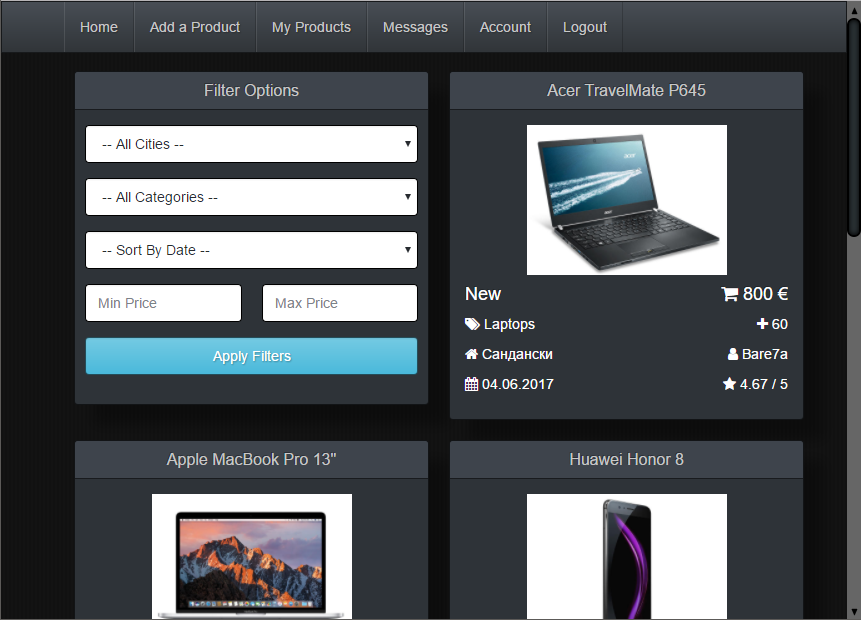 Home Add a Product My Products Messages Account Logout
Filter Options
-- All Cities --
-- All Categories --
-- Sort By Date --
Min Price Max Price
Apply Filters
Acer TravelMate P645
acer
New 800 €
Laptops 60
Сандански Bare7a
04.06.2017 4.67 / 5
Apple MacBook Pro 13"
Huawei Honor 8